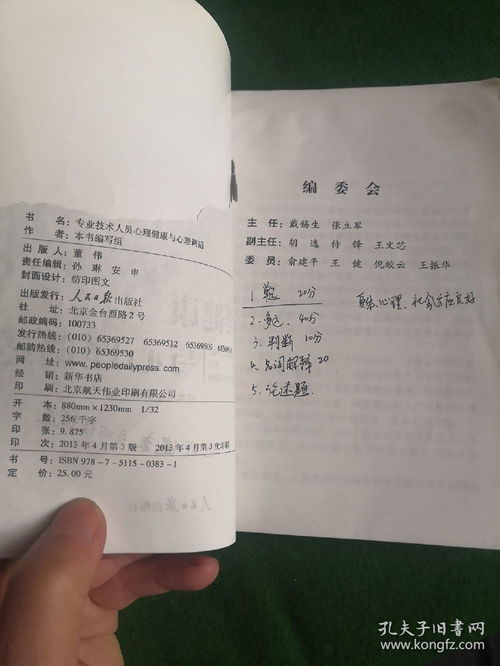 书 名：专业技术人员心理健康与心理调适
作 者：本书编写组
出 版 人：董 伟
责任编辑：孙 琳 安 申
封面设计：纺印图文
出版发行：人民日报出版社
社 址：北京金台西路2号
邮政编码：100733
发行热线：(010) 65369527 65369512 65369509
邮购热线：(010) 65369530
网 址：www.peopledailypress.com
经 销：新华书店
印 刷：北京航天伟业印刷有限公司
开 本：880mm×1230mm 1/32
字 数：256千字
印 张：9.875
印 次：2013年4月第3版 2013年4月第3次印刷
书 号：ISBN 978-7-5115-0383-1
定 价：25.00元
人民日报出版社
编委会
主 任：戴锡生 张立军
副主任：胡 逸 侍 锋 王文芯
委 员：俞建平 王 健 倪皎云 王振华
1. 单选 20分
身体、心理、社会适应良好
2. 多选 40分
3. 判断 10分
4. 名词解释 20
5. 论述题
孔夫子旧书网
www.kongfz.com